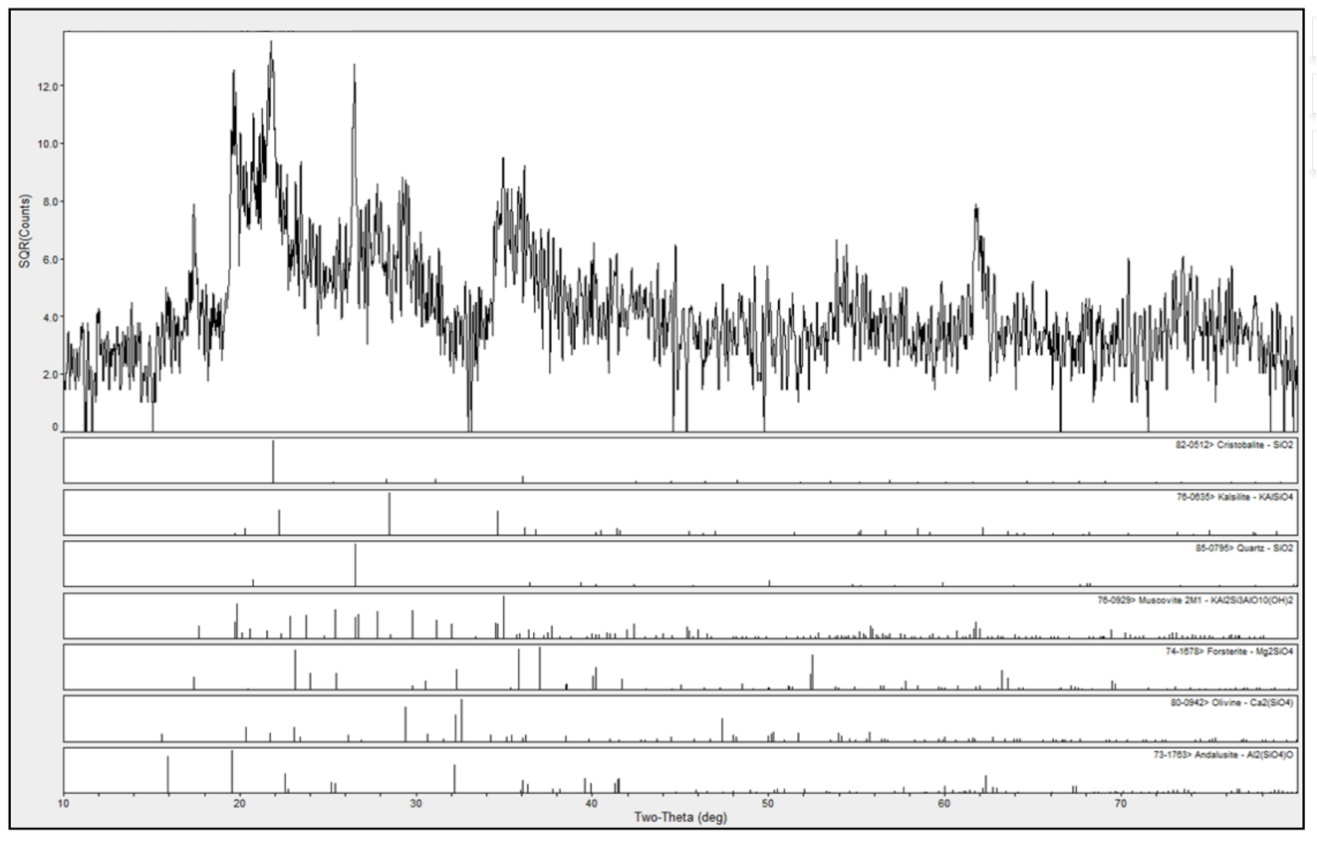 12.0
10.0
8.0
6.0
4.0
2.0
0
SQR(Counts)
82-0512> Cristobalite - SiO2
76-0635> Kalsilite - KAlSiO4
85-0795> Quartz - SiO2
76-0929> Muscovite 2M1 - KAl2Si3AlO10(OH)2
74-1678> Forsterite - Mg2SiO4
80-0942> Olivine - Ca2(SiO4)
73-1763> Andalusite - Al2(SiO4)O
10 20 30 40 50 60 70
Two-Theta (deg)